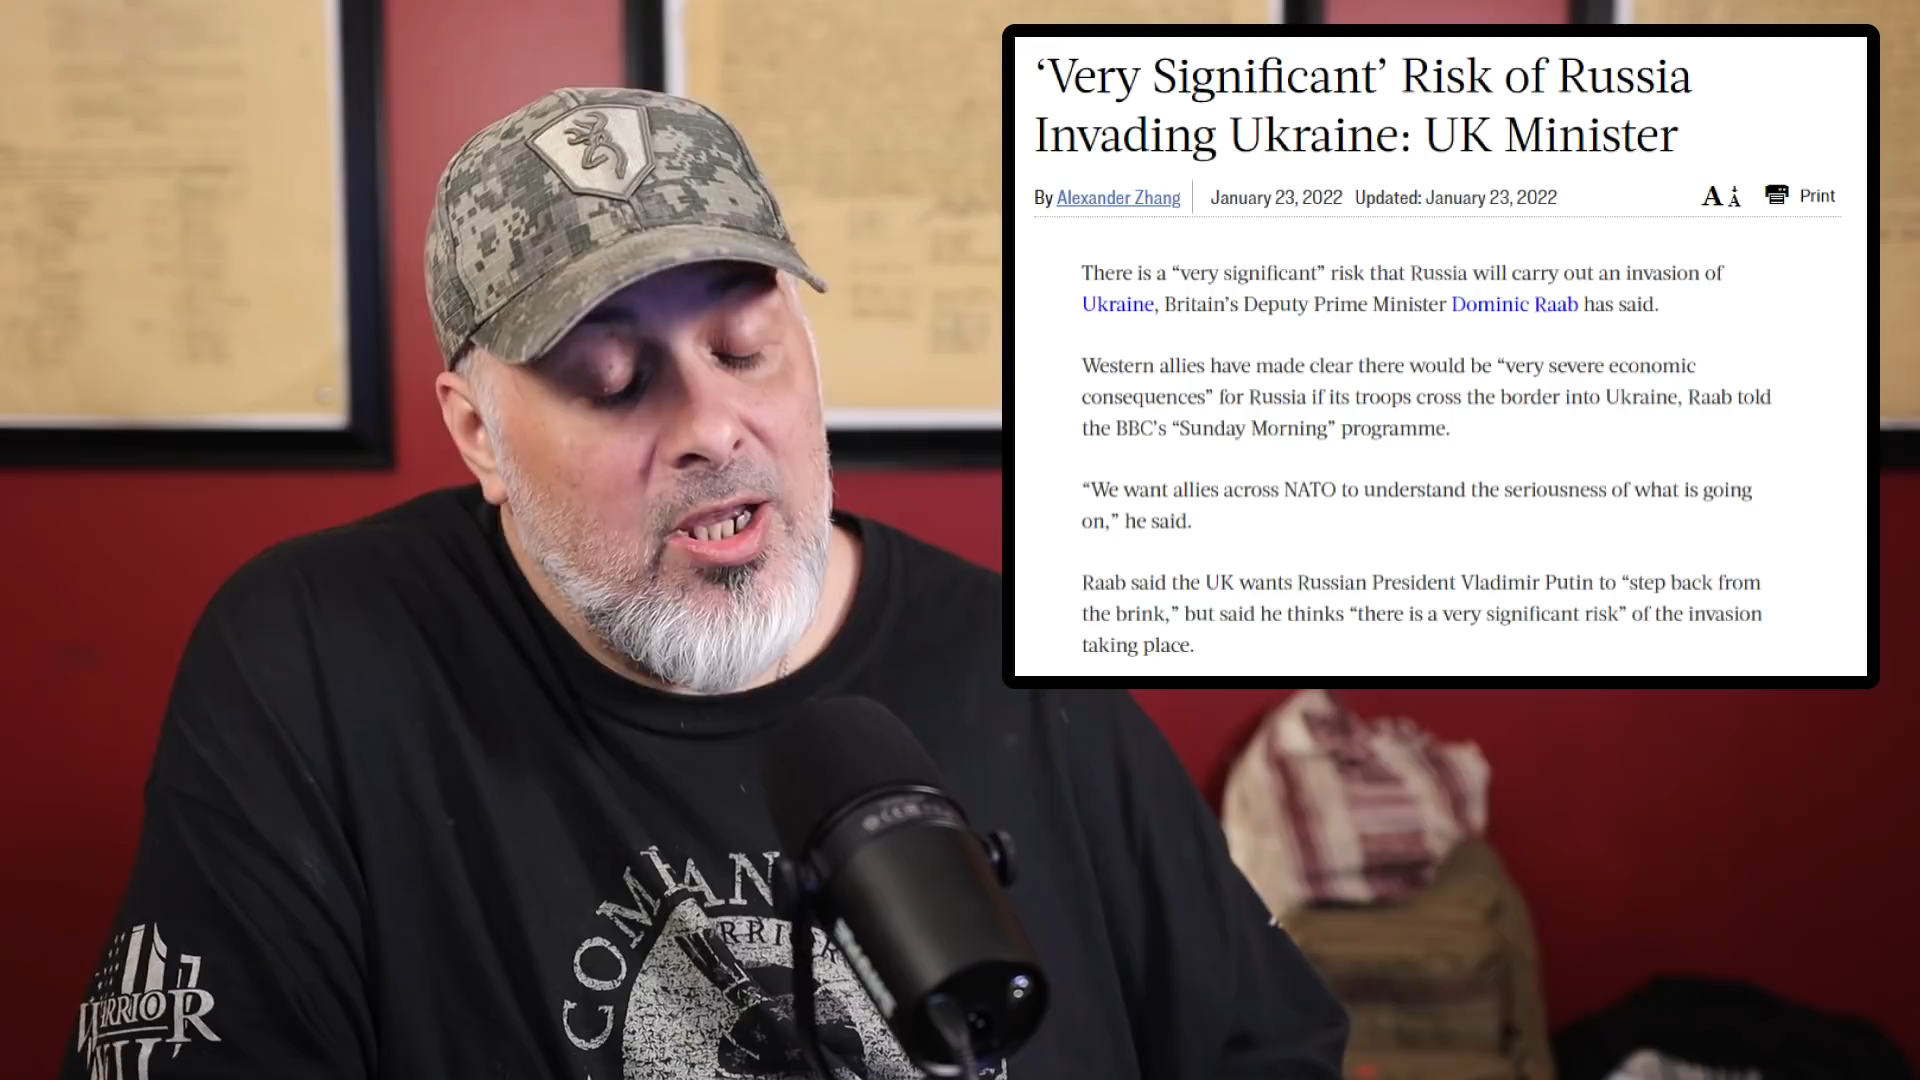 ‘Very Significant’ Risk of Russia
Invading Ukraine: UK Minister
By Alexander Zhang January 23, 2022 Updated: January 23, 2022 Print
There is a “very significant” risk that Russia will carry out an invasion of
Ukraine, Britain’s Deputy Prime Minister Dominic Raab has said.
Western allies have made clear there would be “very severe economic
consequences” for Russia if its troops cross the border into Ukraine, Raab told
the BBC’s “Sunday Morning” programme.
“We want allies across NATO to understand the seriousness of what is going
on,” he said.
Raab said the UK wants Russian President Vladimir Putin to “step back from
the brink,” but said he thinks “there is a very significant risk” of the invasion
taking place.
WARRIOR